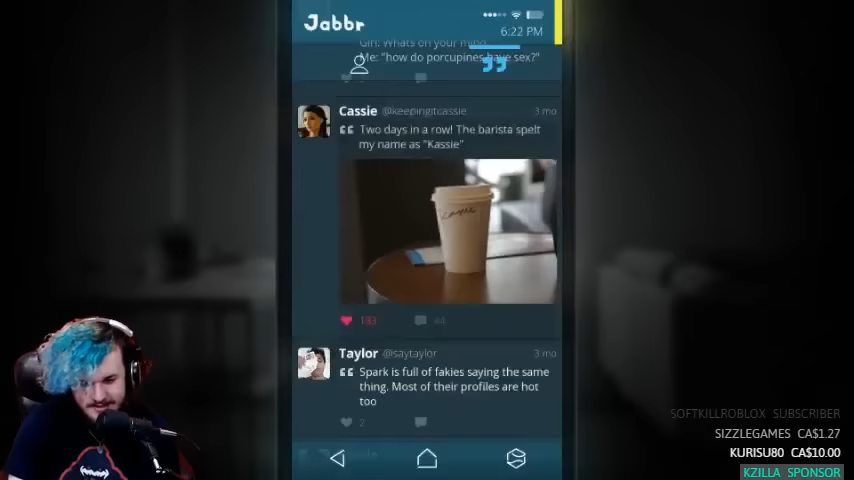 Jabbr
6:22 PM
Girl: Whats on your mind
Me: "how do porcupines have sex?"
Cassie @keepingitcassie 3 mo
Two days in a row! The barista spelt
my name as "Kassie"
183 44
Taylor @saytaylor 3 mo
Spark is full of fakies saying the same
thing. Most of their profiles are hot
too
2
SOFTKILLROBLOX SUBSCRIBER
SIZZLEGAMES CA$1.27
KURISU80 CA$10.00
KZILLA SPONSOR